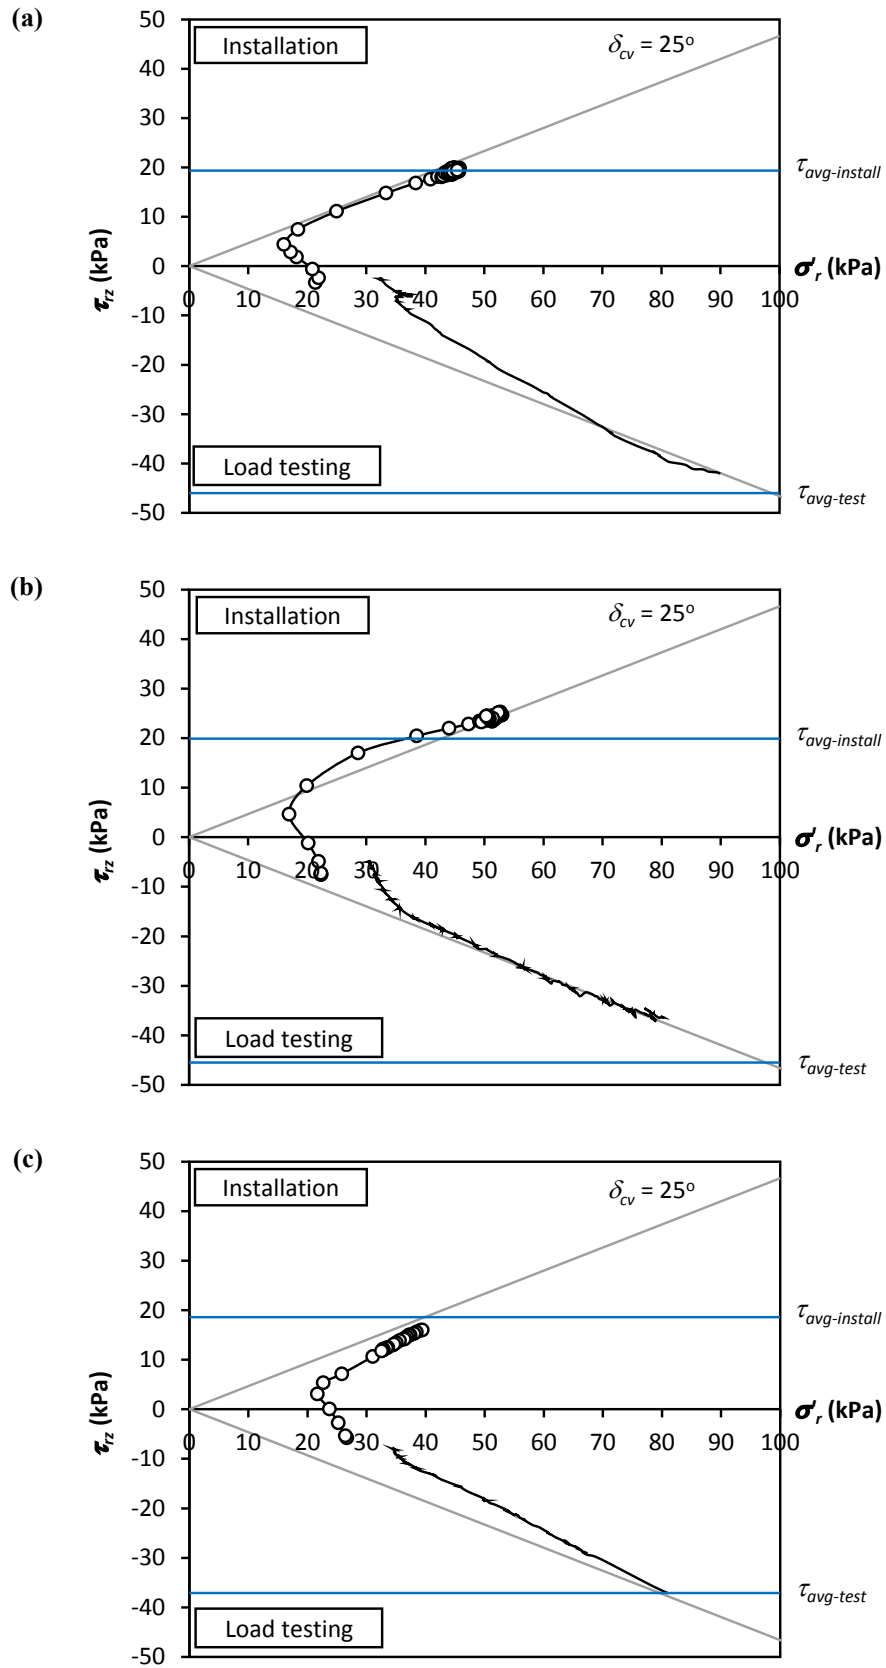 (a)
50
Installation
δcv = 25o
40
30
20
τavg-install
10
τrz (kPa)
0
σ′r (kPa)
0 10 20 30 40 50 60 70 80 90 100
-10
-20
-30
-40
Load testing
τavg-test
-50
(b)
50
Installation
δcv = 25o
40
30
20
τavg-install
10
τrz (kPa)
0
σ′r (kPa)
0 10 20 30 40 50 60 70 80 90 100
-10
-20
-30
-40
Load testing
τavg-test
-50
(c)
50
Installation
δcv = 25o
40
30
20
τavg-install
10
τrz (kPa)
0
σ′r (kPa)
0 10 20 30 40 50 60 70 80 90 100
-10
-20
-30
τavg-test
-40
Load testing
-50